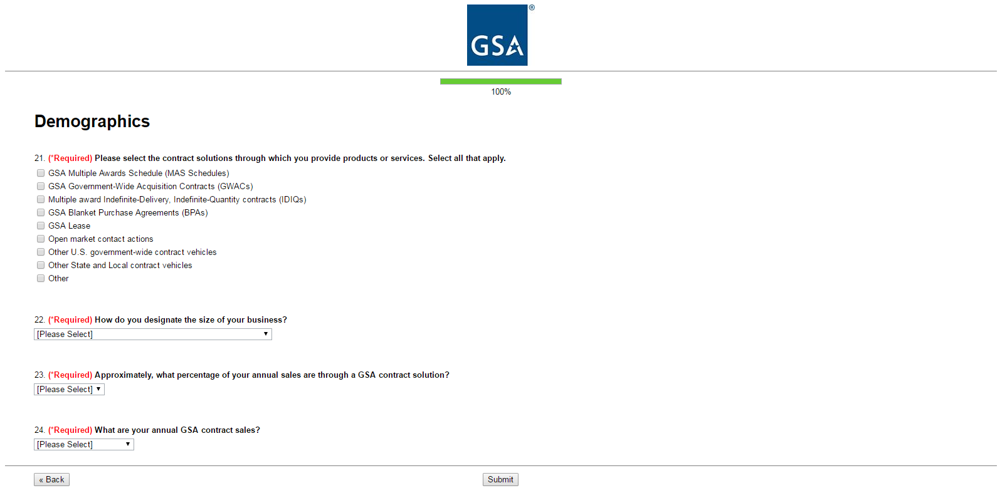 GSA®
100%
Demographics
21. (*Required) Please select the contract solutions through which you provide products or services. Select all that apply.
GSA Multiple Awards Schedule (MAS Schedules)
GSA Government-Wide Acquisition Contracts (GWACs)
Multiple award Indefinite-Delivery, Indefinite-Quantity contracts (IDIQs)
GSA Blanket Purchase Agreements (BPAs)
GSA Lease
Open market contact actions
Other U.S. government-wide contract vehicles
Other State and Local contract vehicles
Other
22. (*Required) How do you designate the size of your business?
[Please Select]
23. (*Required) Approximately, what percentage of your annual sales are through a GSA contract solution?
[Please Select]
24. (*Required) What are your annual GSA contract sales?
[Please Select]
« Back Submit